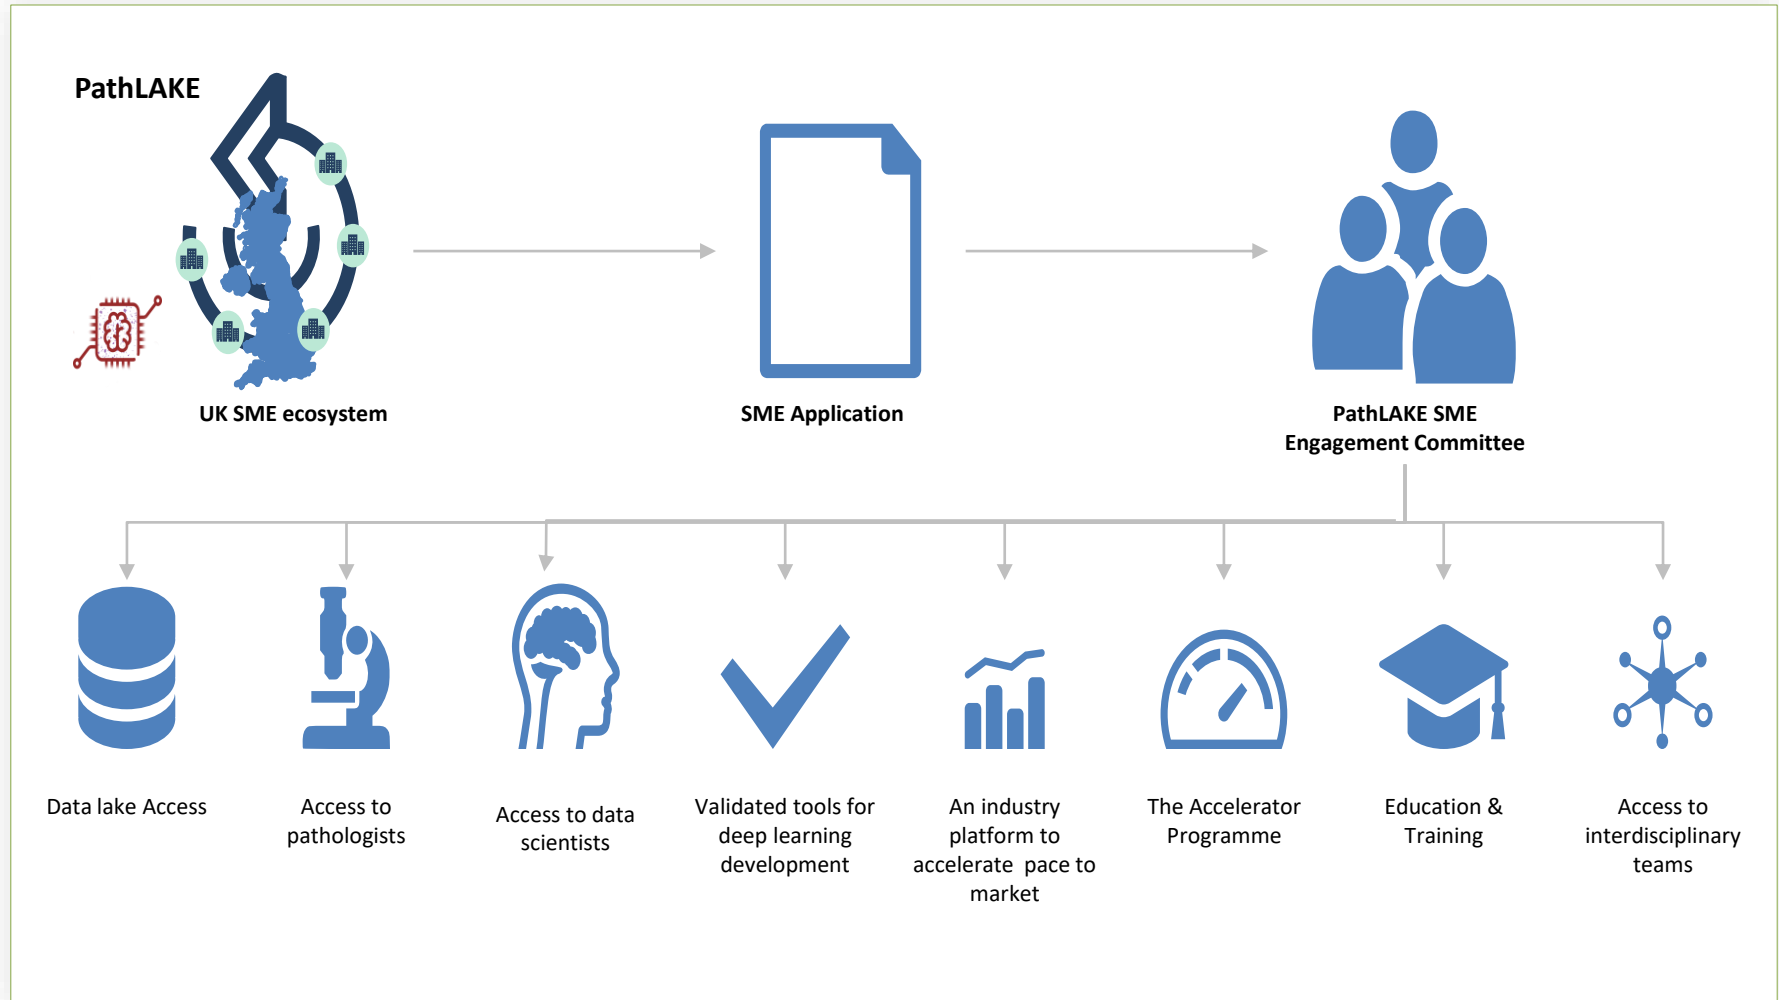 PathLAKE
UK SME ecosystem
SME Application
PathLAKE SME
Engagement Committee
Data lake Access
Access to
pathologists
Access to data
scientists
Validated tools for
deep learning
development
An industry
platform to
accelerate  pace to
market
The Accelerator
Programme
Education &
Training
Access to
interdisciplinary
teams